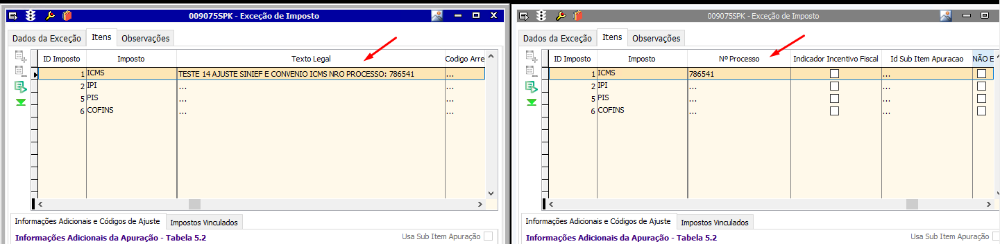 009075SPK - Exceção de Imposto
Dados da Exceção Itens Observações
ID Imposto Imposto Texto Legal Codigo Arre
1 ICMS TESTE 14 AJUSTE SINIEF E CONVENIO ICMS NRO PROCESSO: 786541 ...
2 IPI ... ...
5 PIS ... ...
6 COFINS ... ...
Informações Adicionais e Códigos de Ajuste Impostos Vinculados
Informações Adicionais da Apuração - Tabela 5.2 Usa Sub Item Apuração
009075SPK - Exceção de Imposto
Dados da Exceção Itens Observações
ID Imposto Imposto Nº Processo Indicador Incentivo Fiscal Id Sub Item Apuracao NÃO E
1 ICMS 786541 ...
2 IPI ... ...
5 PIS ... ...
6 COFINS ... ...
Informações Adicionais e Códigos de Ajuste Impostos Vinculados
Informações Adicionais da Apuração - Tabela 5.2 Usa Sub Item Apuração